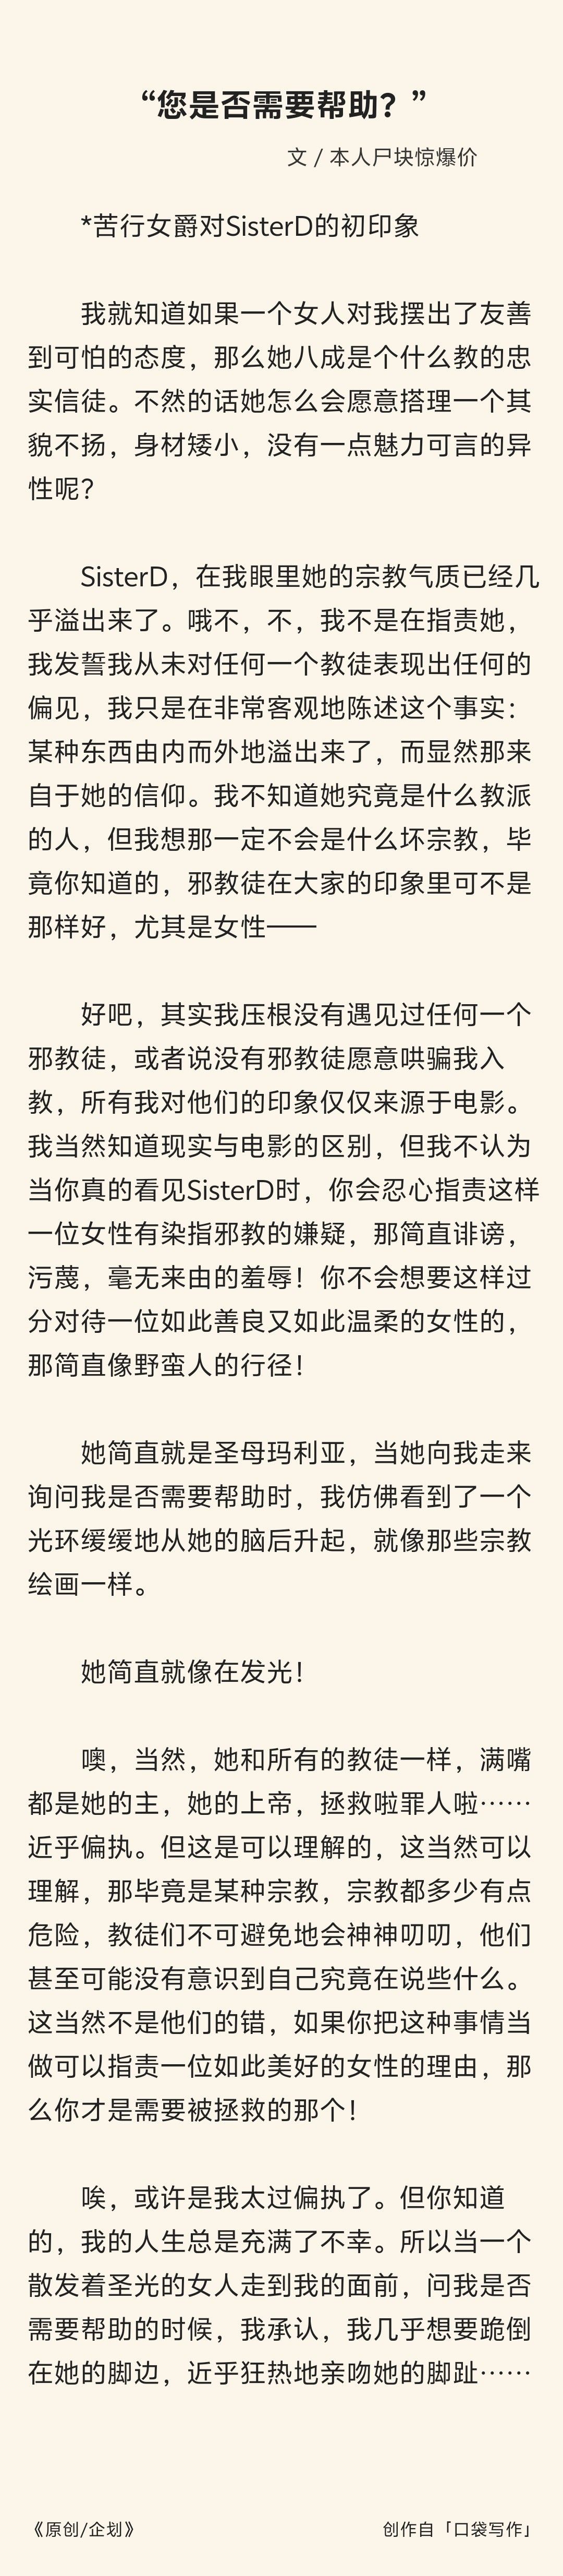 “您是否需要帮助？”
文 / 本人尸块惊爆价
*苦行女爵对SisterD的初印象
我就知道如果一个女人对我摆出了友善
到可怕的态度，那么她八成是个什么教的忠
实信徒。不然的话她怎么会愿意搭理一个其
貌不扬，身材矮小，没有一点魅力可言的异
性呢？
SisterD，在我眼里她的宗教气质已经几
乎溢出来了。哦不，不，我不是在指责她，
我发誓我从未对任何一个教徒表现出任何的
偏见，我只是在非常客观地陈述这个事实：
某种东西由内而外地溢出来了，而显然那来
自于她的信仰。我不知道她究竟是什么教派
的人，但我想那一定不会是什么坏宗教，毕
竟你知道的，邪教徒在大家的印象里可不是
那样好，尤其是女性——
好吧，其实我压根没有遇见过任何一个
邪教徒，或者说没有邪教徒愿意哄骗我入
教，所有我对他们的印象仅仅来源于电影。
我当然知道现实与电影的区别，但我不认为
当你真的看见SisterD时，你会忍心指责这样
一位女性有染指邪教的嫌疑，那简直诽谤，
污蔑，毫无来由的羞辱！你不会想要这样过
分对待一位如此善良又如此温柔的女性的，
那简直像野蛮人的行径！
她简直就是圣母玛利亚，当她向我走来
询问我是否需要帮助时，我仿佛看到了一个
光环缓缓地从她的脑后升起，就像那些宗教
绘画一样。
她简直就像在发光！
噢，当然，她和所有的教徒一样，满嘴
都是她的主，她的上帝，拯救啦罪人啦……
近乎偏执。但这是可以理解的，这当然可以
理解，那毕竟是某种宗教，宗教都多少有点
危险，教徒们不可避免地会神神叨叨，他们
甚至可能没有意识到自己究竟在说些什么。
这当然不是他们的错，如果你把这种事情当
做可以指责一位如此美好的女性的理由，那
么你才是需要被拯救的那个！
唉，或许是我太过偏执了。但你知道
的，我的人生总是充满了不幸。所以当一个
散发着圣光的女人走到我的面前，问我是否
需要帮助的时候，我承认，我几乎想要跪倒
在她的脚边，近乎狂热地亲吻她的脚趾……
《原创/企划》
创作自「口袋写作」